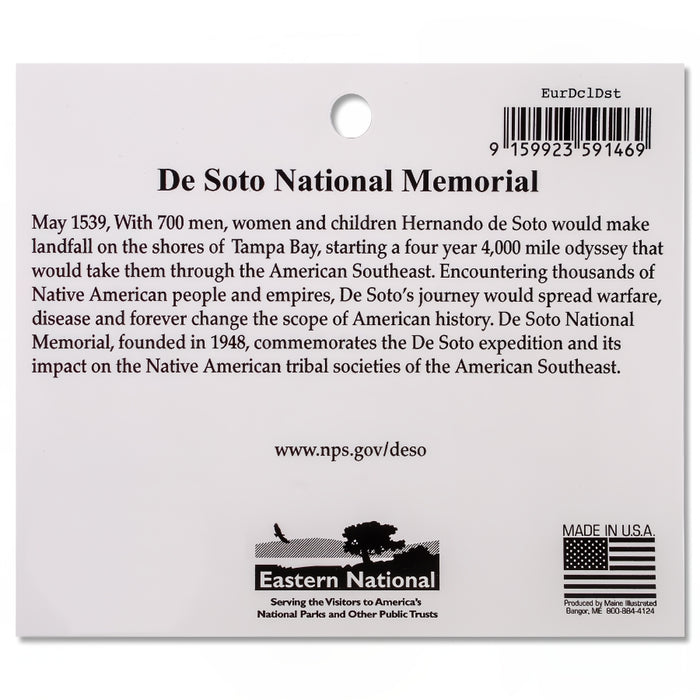 EurDclDst
9 159923 591469
De Soto National Memorial
May 1539, With 700 men, women and children Hernando de Soto would make
landfall on the shores of Tampa Bay, starting a four year 4,000 mile odyssey that
would take them through the American Southeast. Encountering thousands of
Native American people and empires, De Soto's journey would spread warfare,
disease and forever change the scope of American history. De Soto National
Memorial, founded in 1948, commemorates the De Soto expedition and its
impact on the Native American tribal societies of the American Southeast.
www.nps.gov/deso
Eastern National
Serving the Visitors to America's
National Parks and Other Public Trusts
MADE IN U.S.A.
Produced by Maine Illustrated
Bangor, ME 800-884-4124